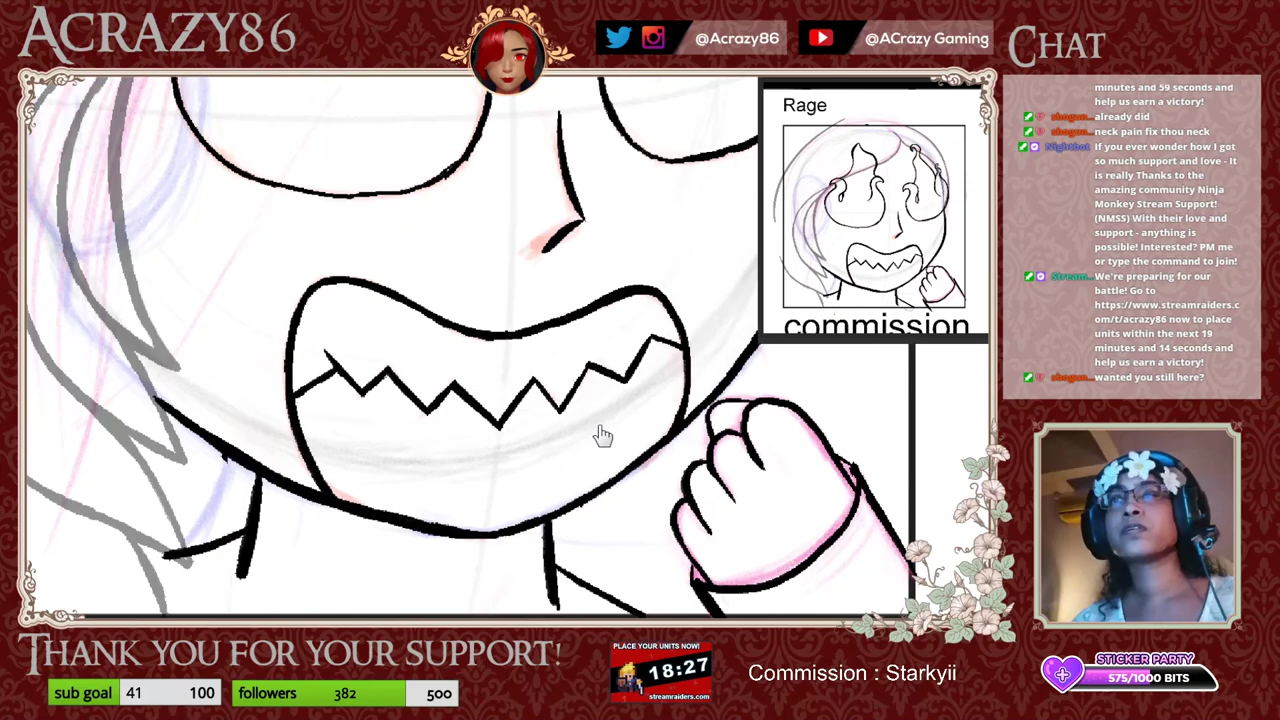 ACRAZY86
@Acrazy86
@ACrazy Gaming
CHAT
Rage
commission
minutes and 59 seconds and
help us earn a victory!
shogun... already did
shogun... neck pain fix thou neck
Nightbot If you ever wonder how I got
so much support and love - It
is really Thanks to the
amazing community Ninja
Monkey Stream Support!
(NMSS) With their love and
support - anything is
possible! Interested? PM me
or type the command to join!
Stream... We're preparing for our
battle! Go to
https://www.streamraiders.c
om/t/acrazy86 now to place
units within the next 19
minutes and 14 seconds and
help us earn a victory!
shogun... wanted you still here?
THANK YOU FOR YOUR SUPPORT!
sub goal 41 100
followers 382 500
PLACE YOUR UNITS NOW!
18:27
streamraiders.com
Commission : Starkyii
STICKER PARTY
575/1000 BITS